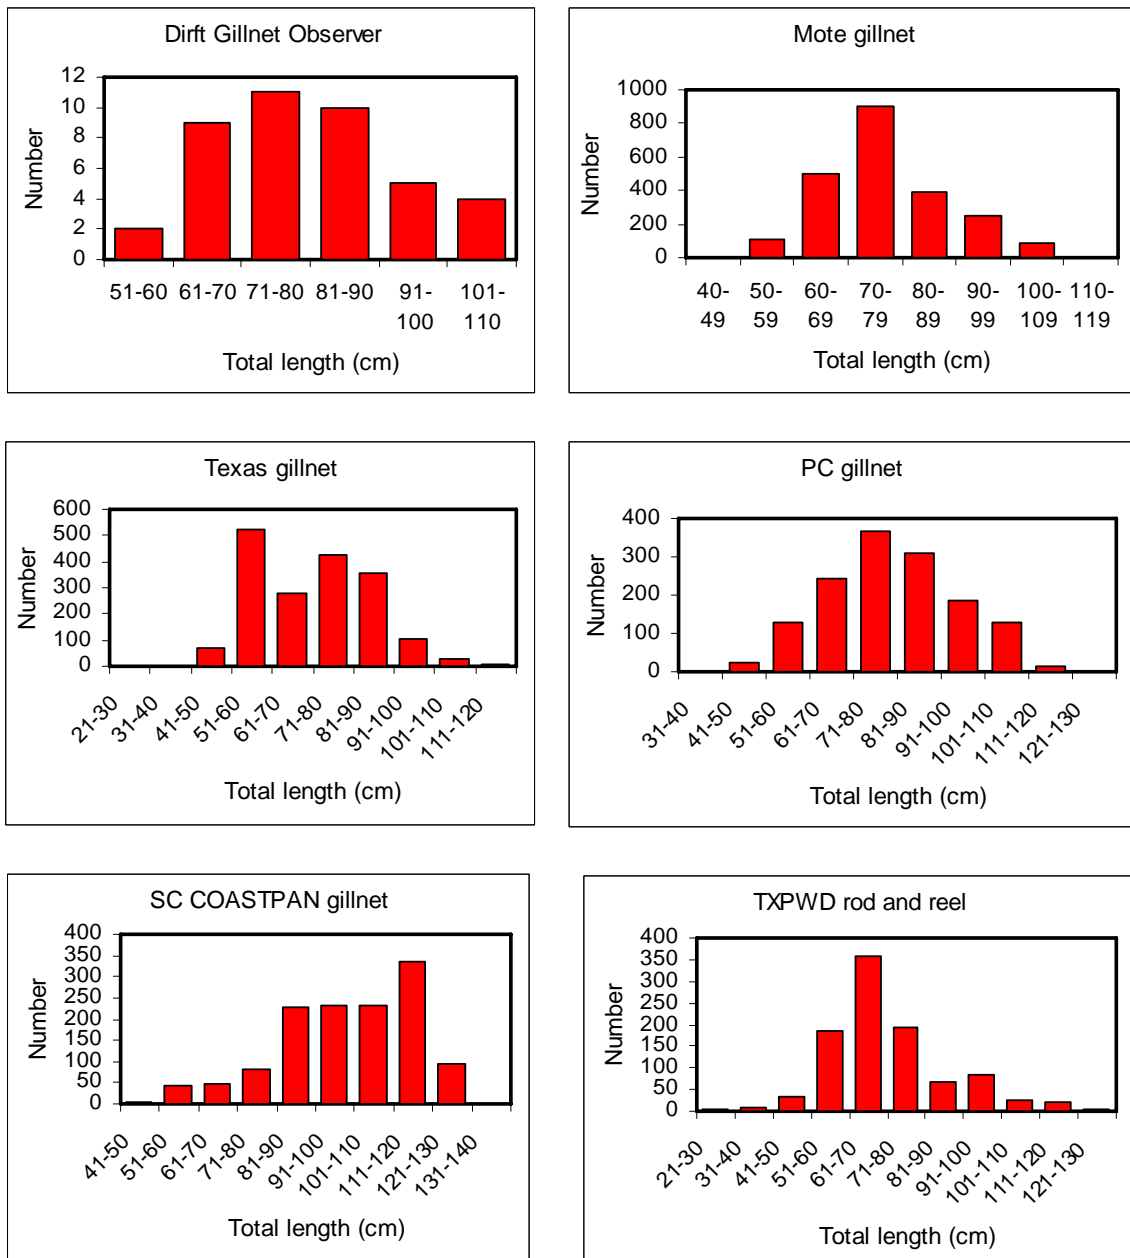 Dirft Gillnet Observer
Number
12
10
8
6
4
2
0
51-60 61-70 71-80 81-90 91- 101-
100 110
Total length (cm)
Mote gillnet
Number
1000
800
600
400
200
0
40- 50- 60- 70- 80- 90- 100- 110-
49 59 69 79 89 99 109 119
Total length (cm)
Texas gillnet
Number
600
500
400
300
200
100
0
21-30 31-40 41-50 51-60 61-70 71-80 81-90 91-100 101-110 111-120
Total length (cm)
PC gillnet
Number
400
300
200
100
0
31-40 41-50 51-60 61-70 71-80 81-90 91-100 101-110 111-120 121-130
Total length (cm)
SC COASTPAN gillnet
Number
400
350
300
250
200
150
100
50
0
41-50 51-60 61-70 71-80 81-90 91-100 101-110 111-120 121-130 131-140
Total length (cm)
TXPWD rod and reel
Number
400
350
300
250
200
150
100
50
0
21-30 31-40 41-50 51-60 61-70 71-80 81-90 91-100 101-110 111-120 121-130
Total length (cm)